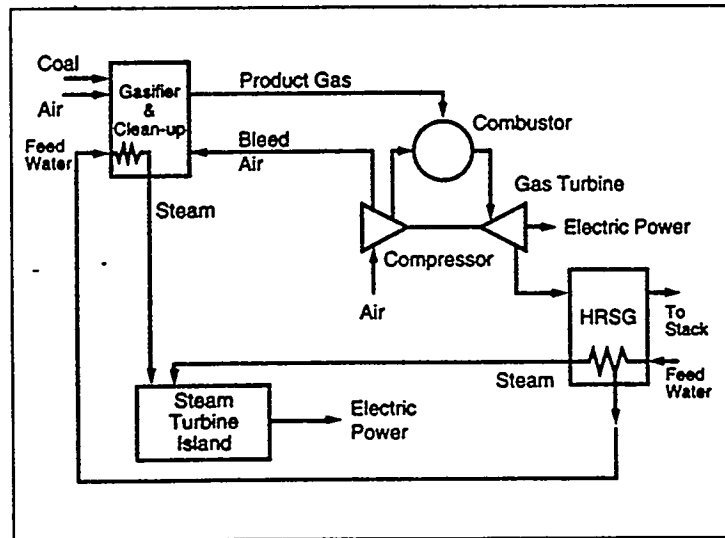 Coal
Air
Feed
Water
Gasifier
&
Clean-up
Product Gas
Bleed
Air
Steam
Combustor
Gas Turbine
Electric Power
Compressor
Air
HRSG
To
Stack
Feed
Water
Steam
Steam
Turbine
Island
Electric
Power